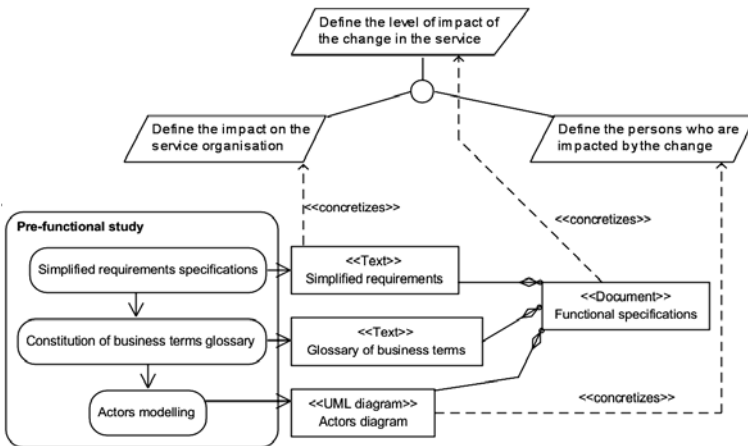 Define the level of impact of
the change in the service
Define the impact on the
service organisation
Define the persons who are
impacted by the change
<<concretizes>>
<<concretizes>>
Pre-functional study
Simplified requirements specifications
<<Text>>
Simplified requirements
<<Document>>
Functional specifications
Constitution of business terms glossary
<<Text>>
Glossary of business terms
Actors modelling
<<UML diagram>>
Actors diagram
<<concretizes>>